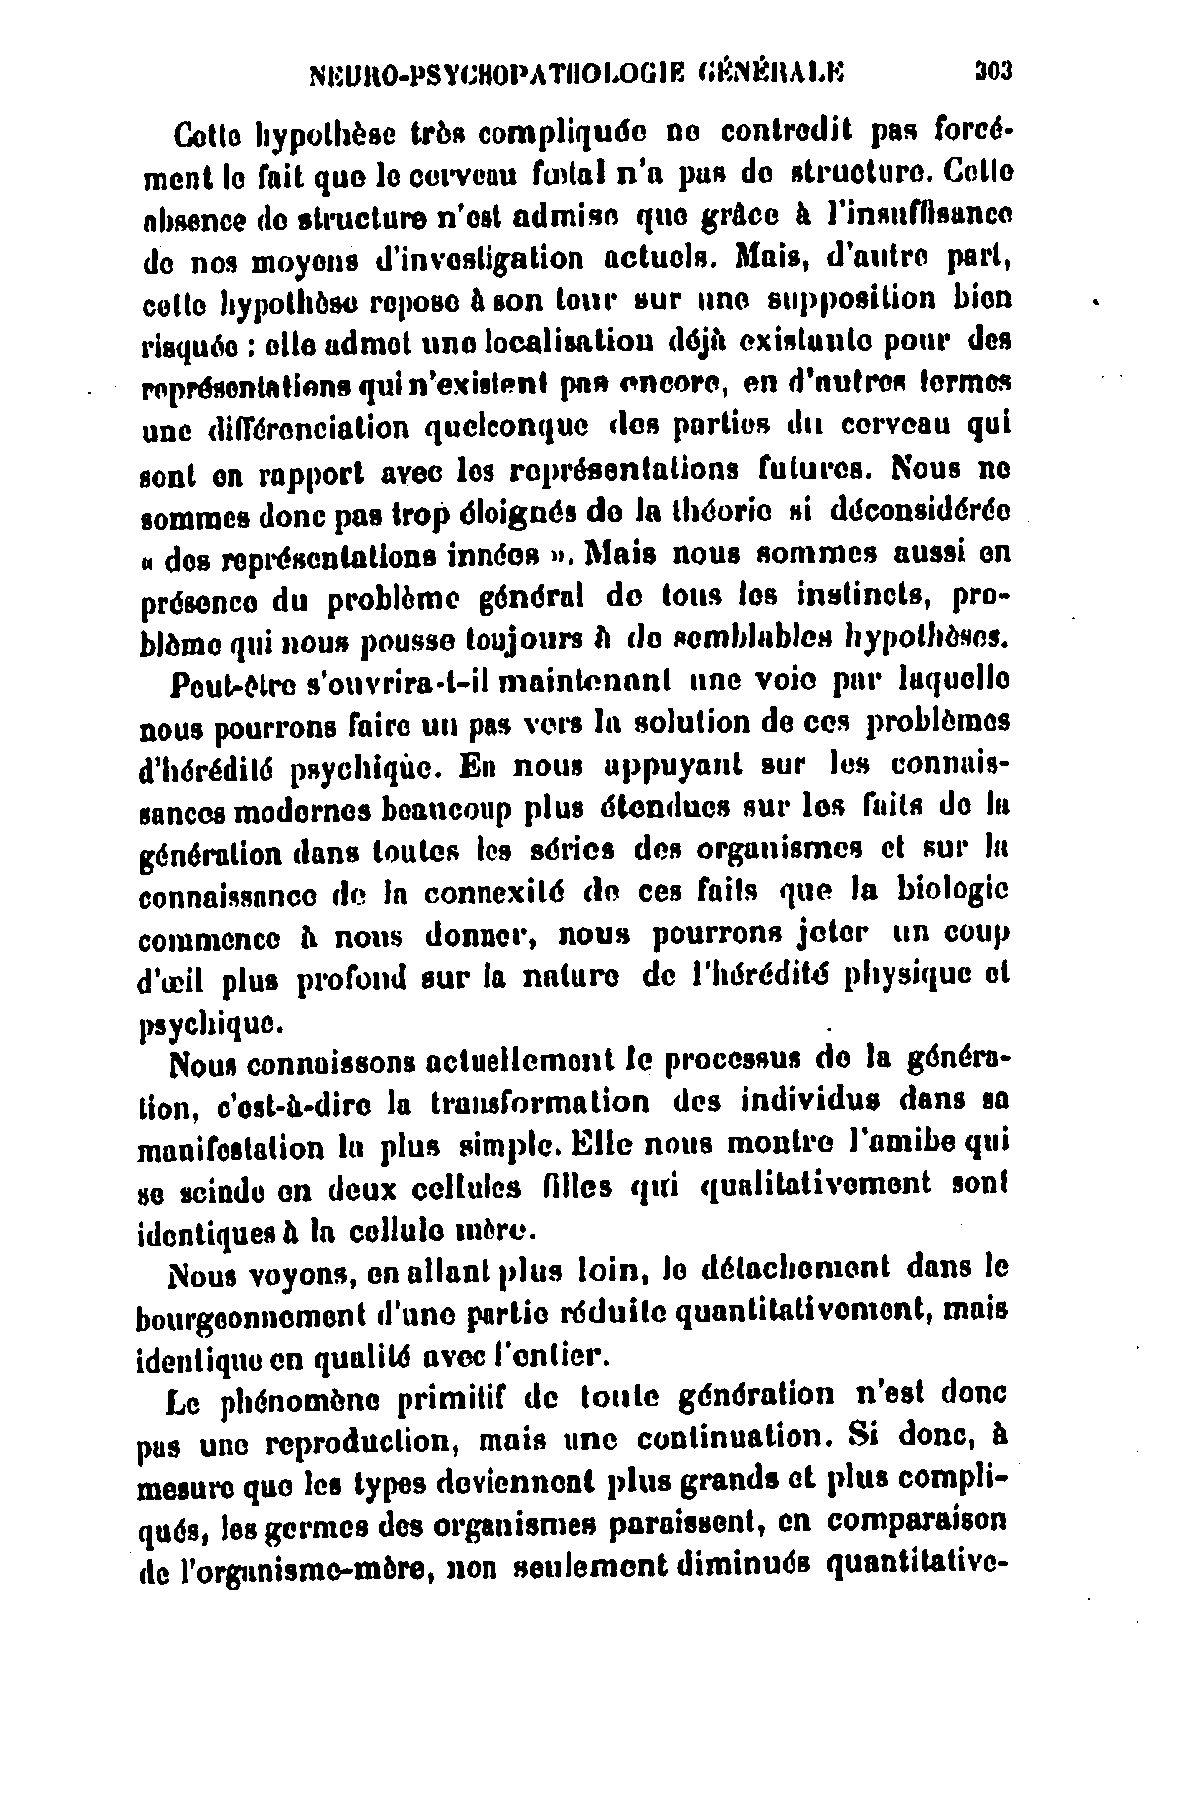 NEURO-PSYCHOPATHOLOGIE GÉNÉRALE 303
Cette hypothèse très compliquée ne contredit pas forcé-
ment le fait que le cerveau fœtal n'a pas de structure. Cette
absence de structure n'est admise que grâce à l'insuffisance
de nos moyens d'investigation actuels. Mais, d'autre part,
cette hypothèse repose à son tour sur une supposition bien
risquée : elle admet une localisation déjà existante pour des
représentations qui n'existent pas encore, en d'autres termes
une différenciation quelconque des parties du cerveau qui
sont en rapport avec les représentations futures. Nous ne
sommes donc pas trop éloignés de la théorie si déconsidérée
« des représentations innées ». Mais nous sommes aussi en
présence du problème général de tous les instincts, pro-
blème qui nous pousse toujours à de semblables hypothèses.
Peut-être s'ouvrira-t-il maintenant une voie par laquelle
nous pourrons faire un pas vers la solution de ces problèmes
d'hérédité psychique. En nous appuyant sur les connais-
sances modernes beaucoup plus étendues sur les faits de la
génération dans toutes les séries des organismes et sur la
connaissance de la connexité de ces faits que la biologie
commence à nous donner, nous pourrons jeter un coup
d'œil plus profond sur la nature de l'hérédité physique et
psychique.
Nous connaissons actuellement le processus de la généra-
tion, c'est-à-dire la transformation des individus dans sa
manifestation la plus simple. Elle nous montre l'amibe qui
se scinde en deux cellules filles qui qualitativement sont
identiques à la cellule mère.
Nous voyons, en allant plus loin, le détachement dans le
bourgeonnement d'une partie réduite quantitativement, mais
identique en qualité avec l'entier.
Le phénomène primitif de toute génération n'est donc
pas une reproduction, mais une continuation. Si donc, à
mesure que les types deviennent plus grands et plus compli-
qués, les germes des organismes paraissent, en comparaison
de l'organisme-mère, non seulement diminués quantitative-